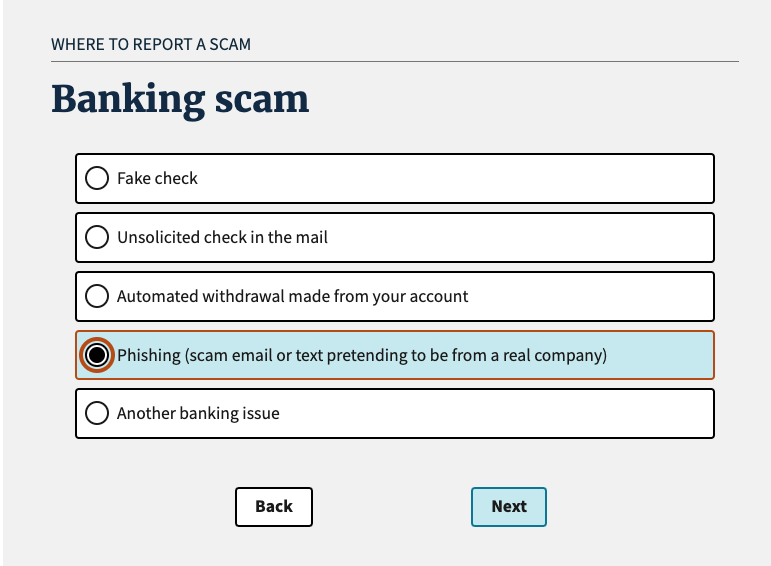 WHERE TO REPORT A SCAM
Banking scam
Fake check
Unsolicited check in the mail
Automated withdrawal made from your account
Phishing (scam email or text pretending to be from a real company)
Another banking issue
Back
Next